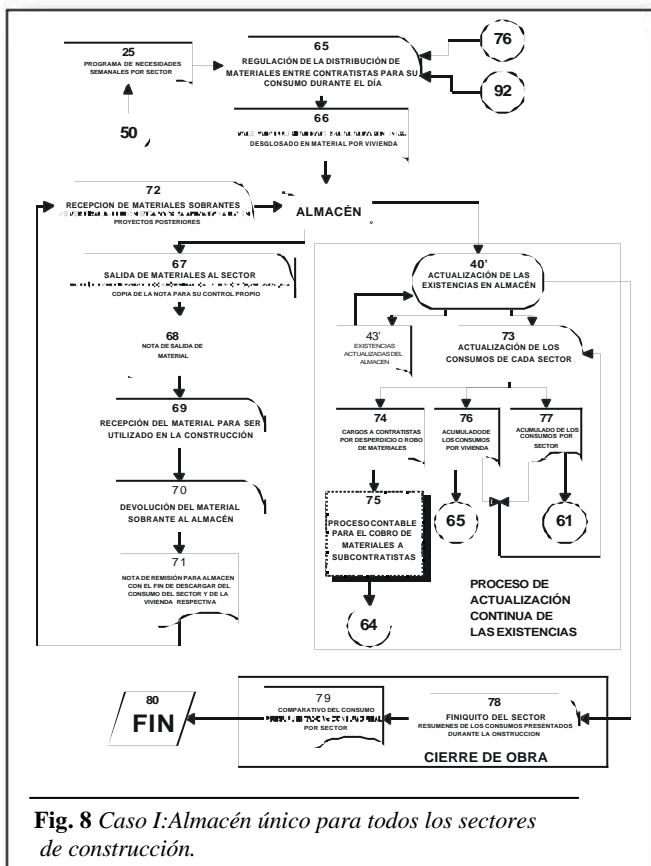 25
PROGRAMA DE NECESIDADES
SEMANALES POR SECTOR
50
65
REGULACIÓN DE LA DISTRIBUCIÓN DE
MATERIALES ENTRE CONTRATISTAS PARA SU
CONSUMO DURANTE EL DÍA
76
92
66
DESGLOSADO EN MATERIAL POR VIVIENDA
72
RECEPCION DE MATERIALES SOBRANTES
PROYECTOS POSTERIORES
ALMACÉN
67
SALIDA DE MATERIALES AL SECTOR
COPIA DE LA NOTA PARA SU CONTROL PROPIO
68
NOTA DE SALIDA DE
MATERIAL
69
RECEPCIÓN DEL MATERIAL PARA SER
UTILIZADO EN LA CONSTRUCCIÓN
70
DEVOLUCIÓN DEL MATERIAL
SOBRANTE AL ALMACÉN
71
NOTA DE REMISIÓN PARA ALMACEN
CON EL FIN DE DESCARGAR DEL
CONSUMO DEL SECTOR Y DE LA
VIVIENDA RESPECTIVA
40'
ACTUALIZACIÓN DE LAS
EXISTENCIAS EN ALMACÉN
43'
EXISTENCIAS
ACTUALIZADAS DEL
ALMACEN
73
ACTUALIZACIÓN DE LOS
CONSUMOS DE CADA SECTOR
74
CARGOS A CONTRATISTAS
POR DESPERDICIO O ROBO
DE MATERIALES
76
ACUMULADO DE
LOS CONSUMOS
POR VIVIENDA
77
ACUMULADO DE LOS
CONSUMOS POR
SECTOR
75
PROCESO CONTABLE
PARA EL COBRO DE
MATERIALES A
SUBCONTRATISTAS
65
61
64
PROCESO DE
ACTUALIZACIÓN
CONTINUA DE
LAS EXISTENCIAS
80
FIN
79
COMPARATIVO DEL CONSUMO
POR SECTOR
78
FINIQUITO DEL SECTOR
RESUMENES DE LOS CONSUMOS PRESENTADOS
DURANTE LA ONSTRUCCION
CIERRE DE OBRA
Fig. 8 Caso I:Almacén único para todos los sectores
de construcción.